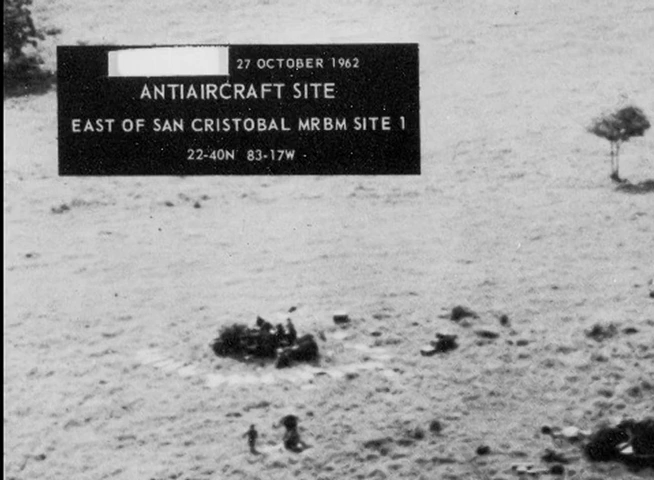 27 OCTOBER 1962
ANTIAIRCRAFT SITE
EAST OF SAN CRISTOBAL MRBM SITE 1
22-40N 83-17W